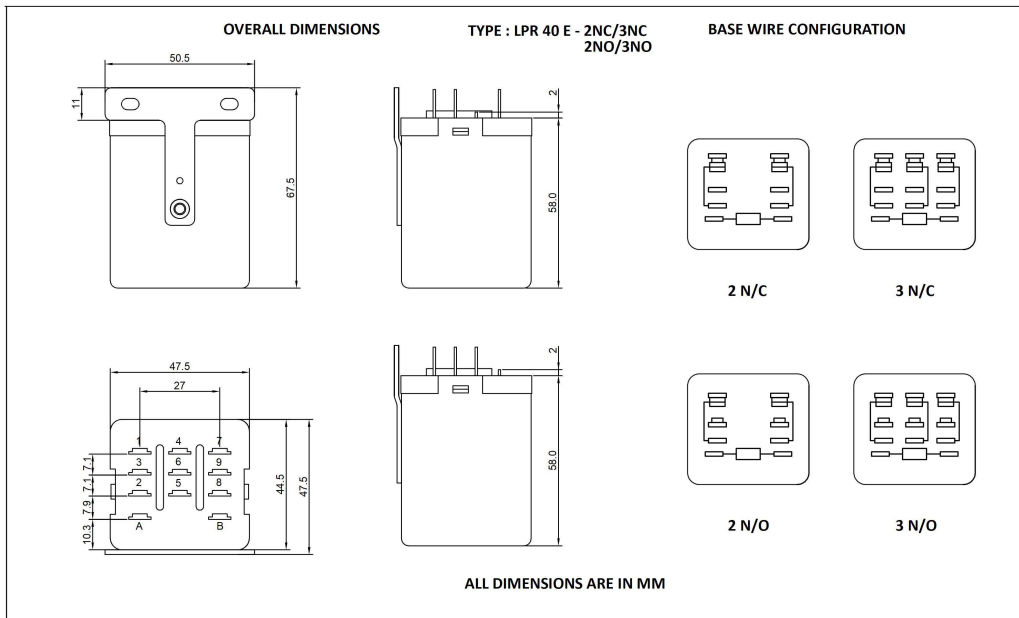 OVERALL DIMENSIONS
TYPE : LPR 40 E - 2NC/3NC
2NO/3NO
BASE WIRE CONFIGURATION
50.5
11
67.5
2
58.0
2 N/C
3 N/C
47.5
27
1
4
7
3
6
9
2
5
8
A
B
7.1
7.1
7.9
10.3
44.5
47.5
2
58.0
2 N/O
3 N/O
ALL DIMENSIONS ARE IN MM